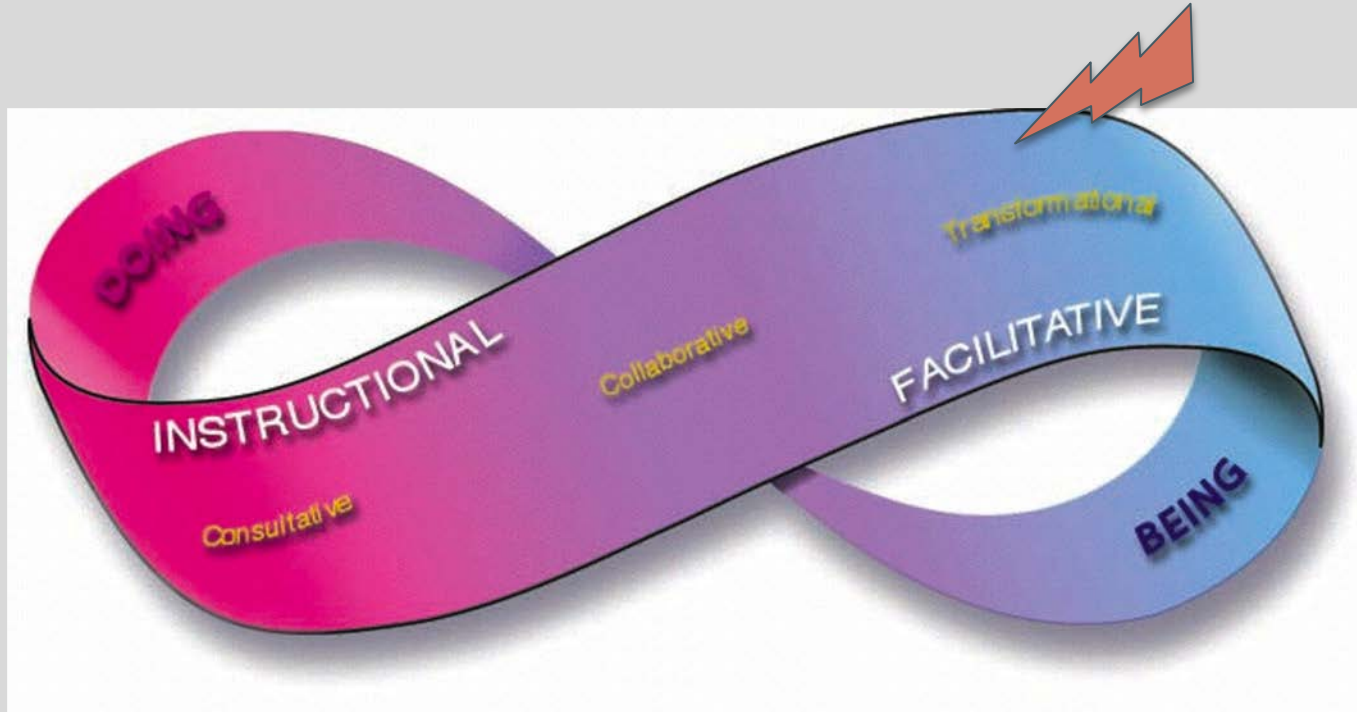 DOING
Transformational
INSTRUCTIONAL
Collaborative
FACILITATIVE
Consultative
BEING